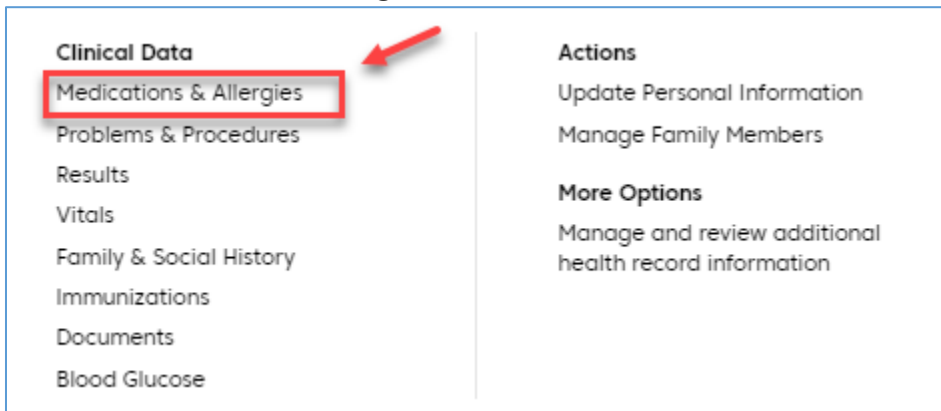 Clinical Data
Medications & Allergies
Problems & Procedures
Results
Vitals
Family & Social History
Immunizations
Documents
Blood Glucose
Actions
Update Personal Information
Manage Family Members
More Options
Manage and review additional
health record information